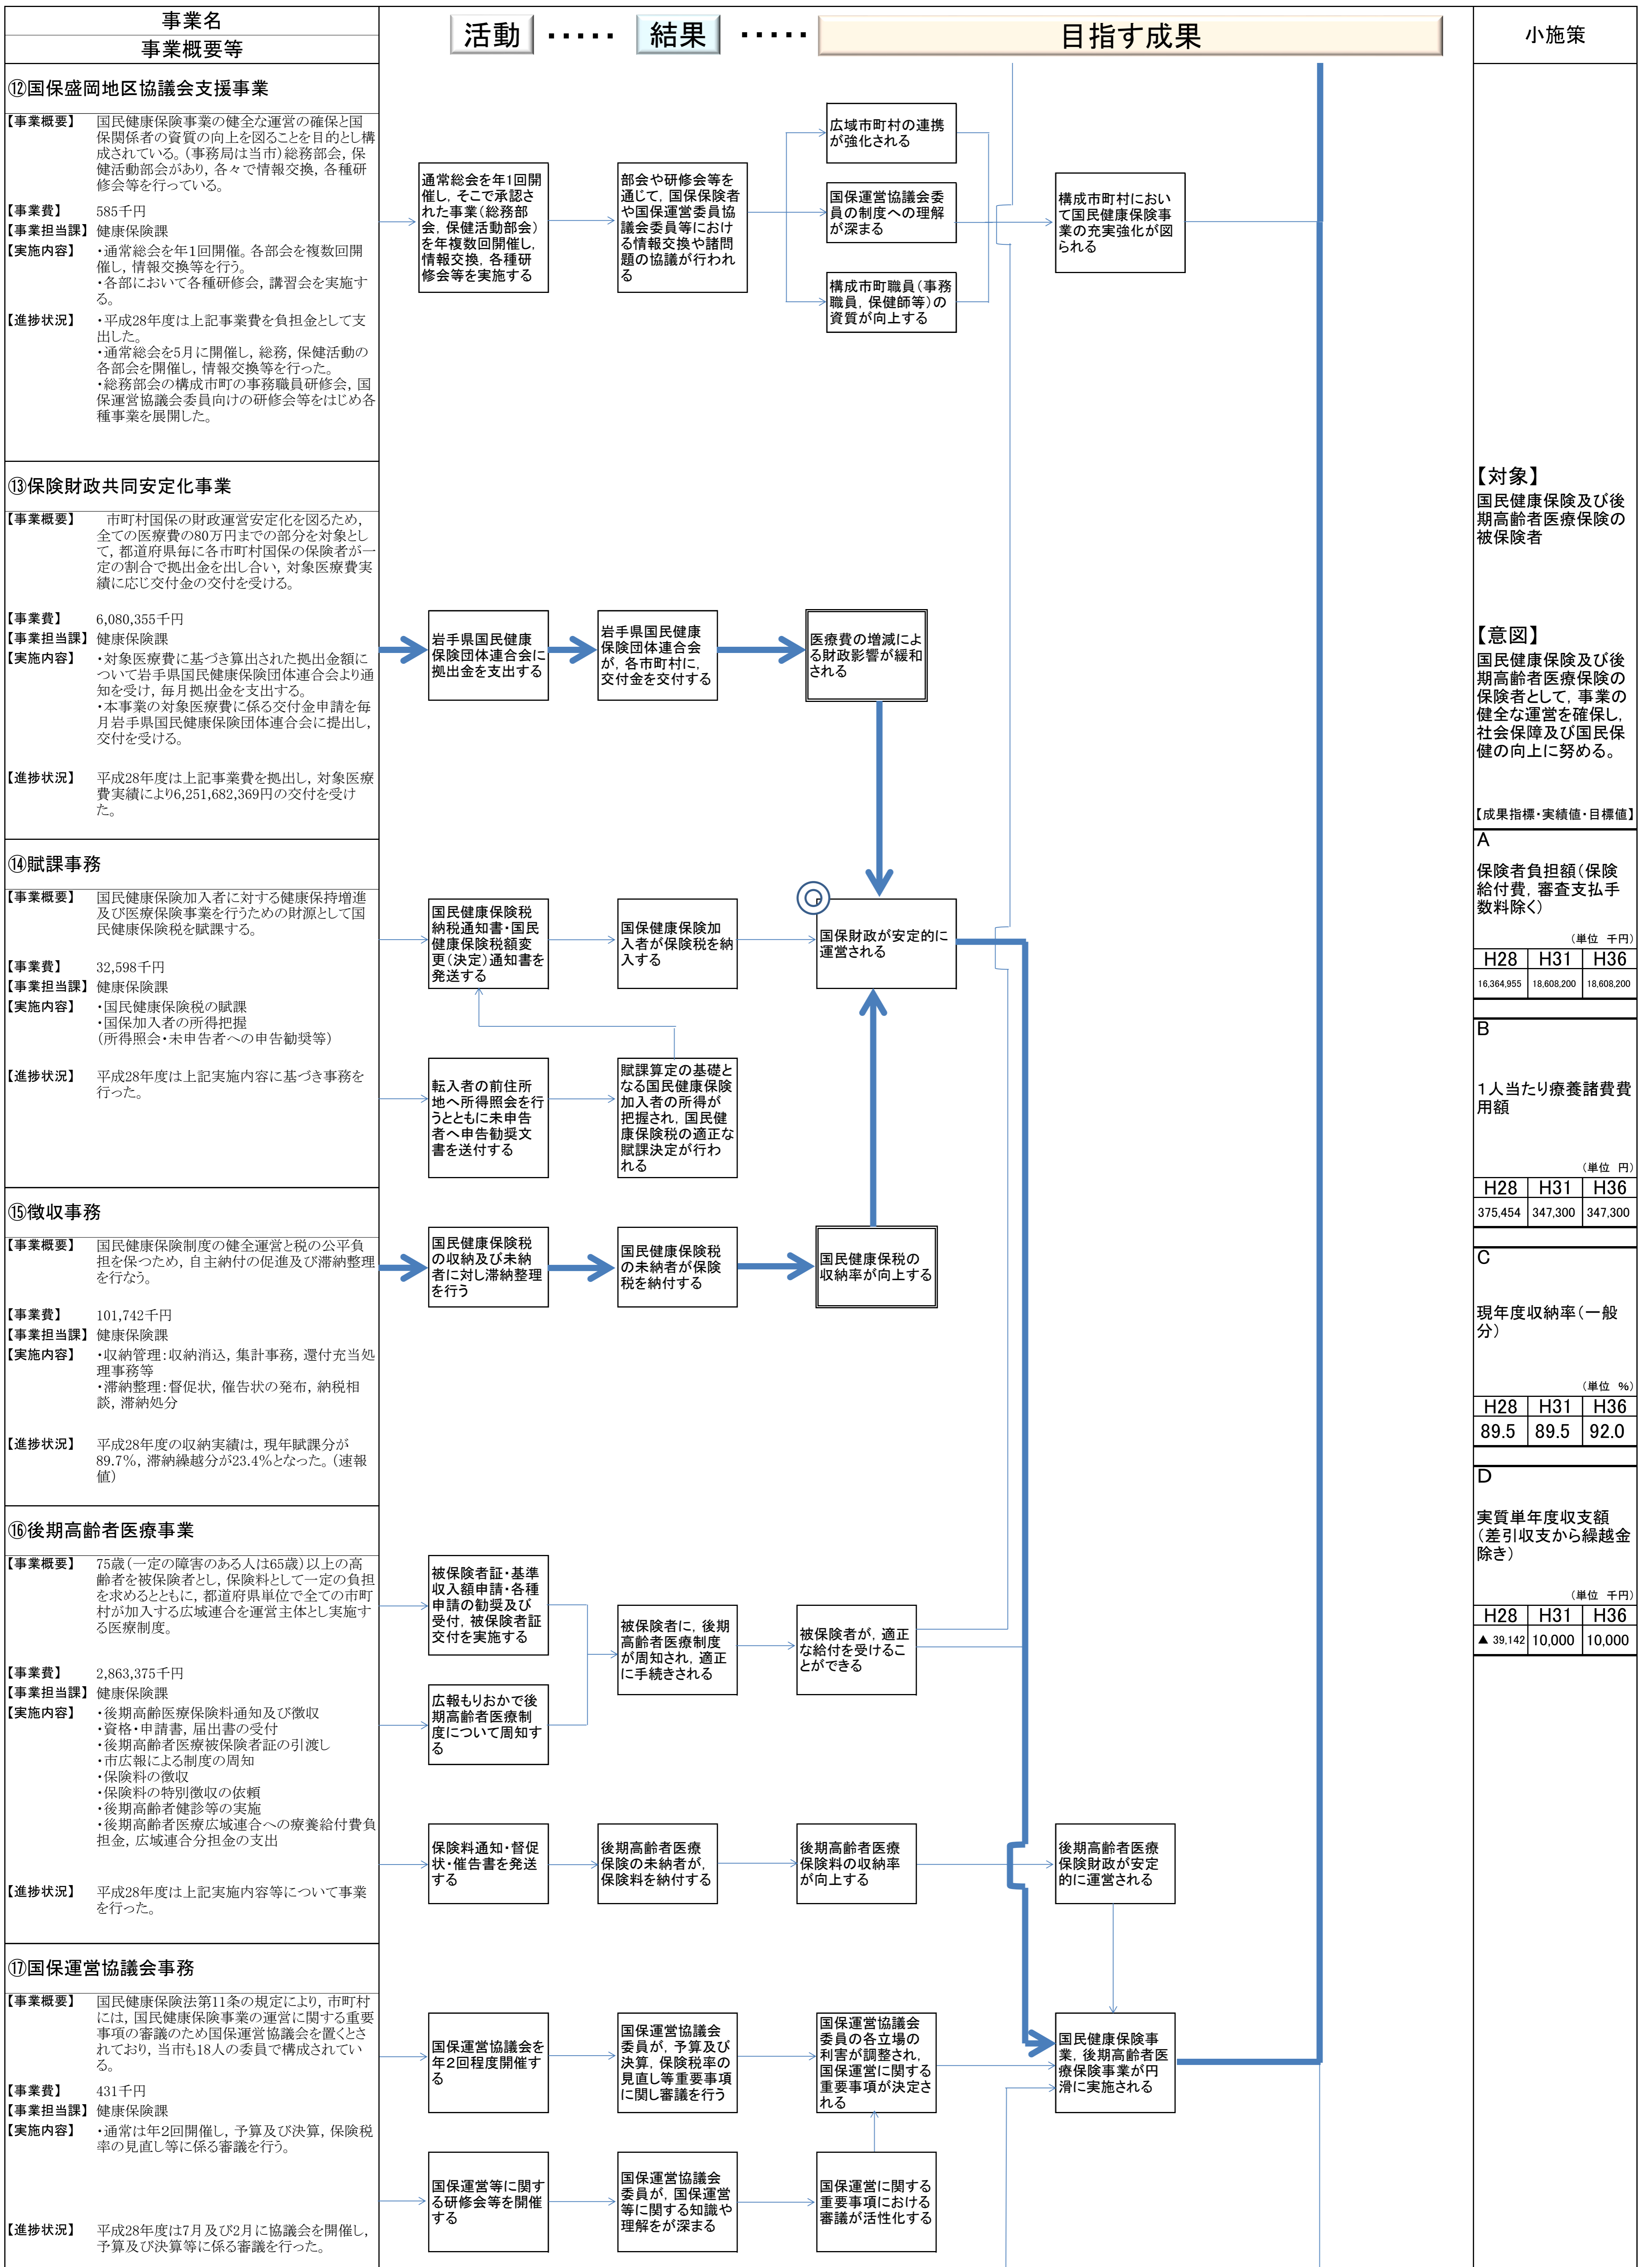 事業名
事業概要等
活動 ・・・・・ 結果 ・・・・・ 目指す成果
小施策
⑫国保盛岡地区協議会支援事業
【事業概要】 国民健康保険事業の健全な運営の確保と国
保関係者の資質の向上を図ることを目的とし構
成されている。（事務局は当市）総務部会，保
健活動部会があり，各々で情報交換，各種研
修会等を行っている。
【事業費】 585千円
【事業担当課】 健康保険課
【実施内容】 ・通常総会を年1回開催。各部会を複数回開
催し，情報交換等を行う。
・各部において各種研修会，講習会を実施す
る。
【進捗状況】 ・平成28年度は上記事業費を負担金として支
出した。
・通常総会を5月に開催し，総務，保健活動の
各部会を開催し，情報交換等を行った。
・総務部会の構成市町の事務職員研修会，国
保運営協議会委員向けの研修会等をはじめ各
種事業を展開した。
通常総会を年1回開
催し，そこで承認さ
れた事業（総務部
会，保健活動部会）
を年複数回開催し，
情報交換，各種研
修会等を実施する
部会や研修会等を
通じて，国保保険者
や国保運営委員協
議会委員等におけ
る情報交換や諸問
題の協議が行われ
る
広域市町村の連携
が強化される
国保運営協議会委
員の制度への理解
が深まる
構成市町職員（事務
職員，保健師等）の
資質が向上する
構成市町村におい
て国民健康保険事
業の充実強化が図
られる
⑬保険財政共同安定化事業
【事業概要】 市町村国保の財政運営安定化を図るため，
全ての医療費の80万円までの部分を対象とし
て，都道府県毎に各市町村国保の保険者が一
定の割合で拠出金を出し合い，対象医療費実
績に応じ交付金の交付を受ける。
【事業費】 6,080,355千円
【事業担当課】 健康保険課
【実施内容】 ・対象医療費に基づき算出された拠出金額に
ついて岩手県国民健康保険団体連合会より通
知を受け，毎月拠出金を支出する。
・本事業の対象医療費に係る交付金申請を毎
月岩手県国民健康保険団体連合会に提出し，
交付を受ける。
【進捗状況】 平成28年度は上記事業費を拠出し，対象医療
費実績により6,251,682,369円の交付を受け
た。
岩手県国民健康
保険団体連合会に
拠出金を支出する
岩手県国民健康
保険団体連合会
が，各市町村に，
交付金を交付する
医療費の増減によ
る財政影響が緩和
される
⑭賦課事務
【事業概要】 国民健康保険加入者に対する健康保持増進
及び医療保険事業を行うための財源として国
民健康保険税を賦課する。
【事業費】 32,598千円
【事業担当課】 健康保険課
【実施内容】 ・国民健康保険税の賦課
・国保加入者の所得把握
（所得照会・未申告者への申告勧奨等）
【進捗状況】 平成28年度は上記実施内容に基づき事務を
行った。
国民健康保険税
納税通知書・国民
健康保険税額変
更（決定）通知書を
発送する
国保健康保険加
入者が保険税を納
入する
国保財政が安定的に
運営される
転入者の前住所
地へ所得照会を行
うとともに未申告
者へ申告勧奨文
書を送付する
賦課算定の基礎と
なる国民健康保険
加入者の所得が
把握され，国民健
康保険税の適正な
賦課決定が行わ
れる
⑮徴収事務
【事業概要】 国民健康保険制度の健全運営と税の公平負
担を保つため，自主納付の促進及び滞納整理
を行なう。
【事業費】 101,742千円
【事業担当課】 健康保険課
【実施内容】 ・収納管理：収納消込，集計事務，還付充当処
理事務等
・滞納整理：督促状，催告状の発布，納税相
談，滞納処分
【進捗状況】 平成28年度の収納実績は，現年賦課分が
89.7％，滞納繰越分が23.4％となった。（速報
値）
国民健康保険税
の収納及び未納
者に対し滞納整理
を行う
国民健康保険税
の未納者が保険
税を納付する
国民健康保税の
収納率が向上する
⑯後期高齢者医療事業
【事業概要】 75歳（一定の障害のある人は65歳）以上の高
齢者を被保険者とし，保険料として一定の負担
を求めるとともに，都道府県単位で全ての市町
村が加入する広域連合を運営主体とし実施す
る医療制度。
【事業費】 2,863,375千円
【事業担当課】 健康保険課
【実施内容】 ・後期高齢医療保険料通知及び徴収
・資格・申請書，届出書の受付
・後期高齢者医療被保険者証の引渡し
・市広報による制度の周知
・保険料の徴収
・保険料の特別徴収の依頼
・後期高齢者健診等の実施
・後期高齢者医療広域連合への療養給付費負
担金，広域連合分担金の支出
【進捗状況】 平成28年度は上記実施内容等について事業
を行った。
被保険者証・基準
収入額申請・各種
申請の勧奨及び
受付，被保険者証
交付を実施する
広報もりおかで後
期高齢者医療制
度について周知す
る
被保険者に，後期
高齢者医療制度
が周知され，適正
に手続きされる
被保険者が，適正
な給付を受けるこ
とができる
保険料通知・督促
状・催告書を発送
する
後期高齢者医療
保険の未納者が，
保険料を納付する
後期高齢者医療
保険料の収納率
が向上する
後期高齢者医療
保険財政が安定
的に運営される
⑰国保運営協議会事務
【事業概要】 国民健康保険法第11条の規定により，市町村
には，国民健康保険事業の運営に関する重要
事項の審議のため国保運営協議会を置くとさ
れており，当市も18人の委員で構成されてい
る。
【事業費】 431千円
【事業担当課】 健康保険課
【実施内容】 ・通常は年2回開催し，予算及び決算，保険税
率の見直し等に係る審議を行う。
【進捗状況】 平成28年度は7月及び2月に協議会を開催し，
予算及び決算等に係る審議を行った。
国保運営協議会を
年2回程度開催す
る
国保運営協議会
委員が，予算及び
決算，保険税率の
見直し等重要事項
に関し審議を行う
国保運営協議会
委員の各立場の
利害が調整され，
国保運営に関する
重要事項が決定さ
れる
国民健康保険事
業，後期高齢者医
療保険事業が円
滑に実施される
国保運営等に関す
る研修会等を開催
する
国保運営協議会
委員が，国保運営
等に関する知識や
理解をが深まる
国保運営に関する
重要事項における
審議が活性化する
【対象】
国民健康保険及び後
期高齢者医療保険の
被保険者
【意図】
国民健康保険及び後
期高齢者医療保険の
保険者として，事業の
健全な運営を確保し，
社会保障及び国民保
健の向上に努める。
【成果指標・実績値・目標値】
A
保険者負担額（保険
給付費，審査支払手
数料除く）
（単位 千円）
H28 H31 H36
16,364,955 18,608,200 18,608,200
B
１人当たり療養諸費費
用額
（単位 円）
H28 H31 H36
375,454 347,300 347,300
C
現年度収納率（一般
分）
（単位 ％）
H28 H31 H36
89.5 89.5 92.0
D
実質単年度収支額
（差引収支から繰越金
除き）
（単位 千円）
H28 H31 H36
▲ 39,142 10,000 10,000